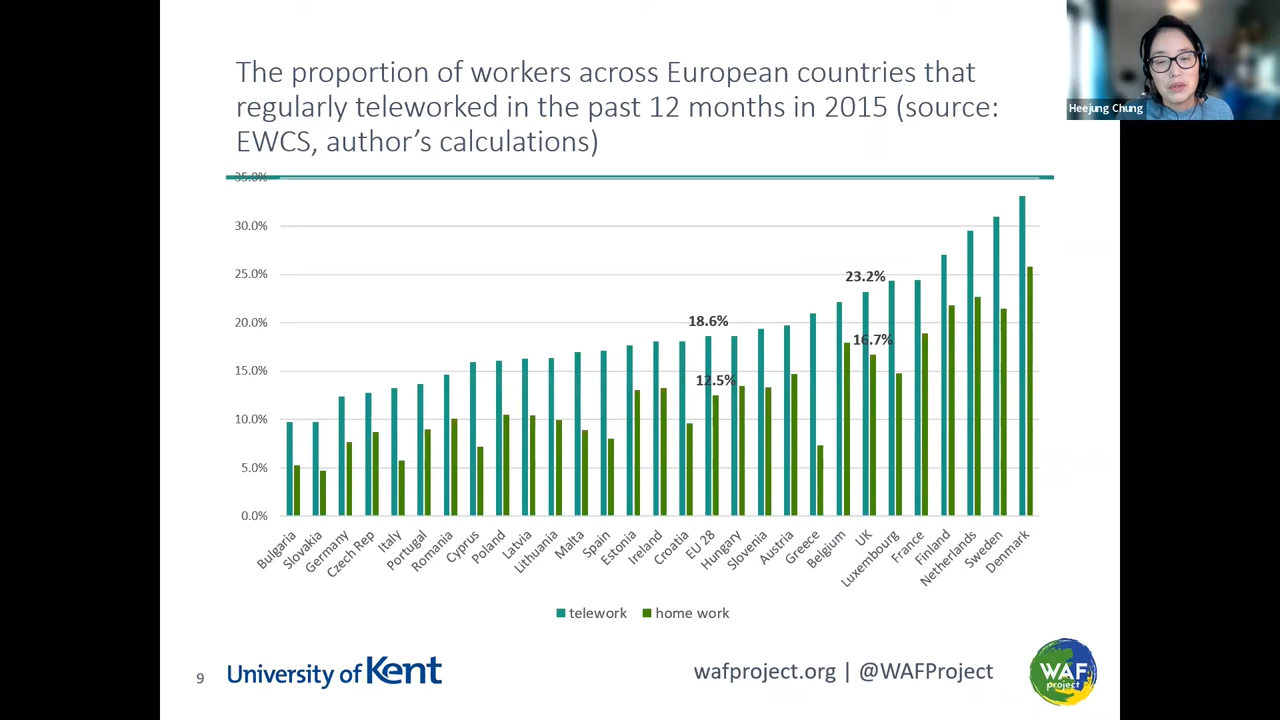 The proportion of workers across European countries that
regularly teleworked in the past 12 months in 2015 (source:
EWCS, author’s calculations)
Heejung Chung
35.0%
30.0%
25.0%
20.0%
15.0%
10.0%
5.0%
0.0%
18.6%
12.5%
23.2%
16.7%
Bulgaria
Slovakia
Germany
Czech Rep
Italy
Portugal
Romania
Cyprus
Poland
Latvia
Lithuania
Malta
Spain
Estonia
Ireland
Croatia
EU 28
Hungary
Slovenia
Austria
Greece
Belgium
UK
Luxembourg
France
Finland
Netherlands
Sweden
Denmark
telework home work
9
University of Kent
wafproject.org | @WAFProject
WAF
project